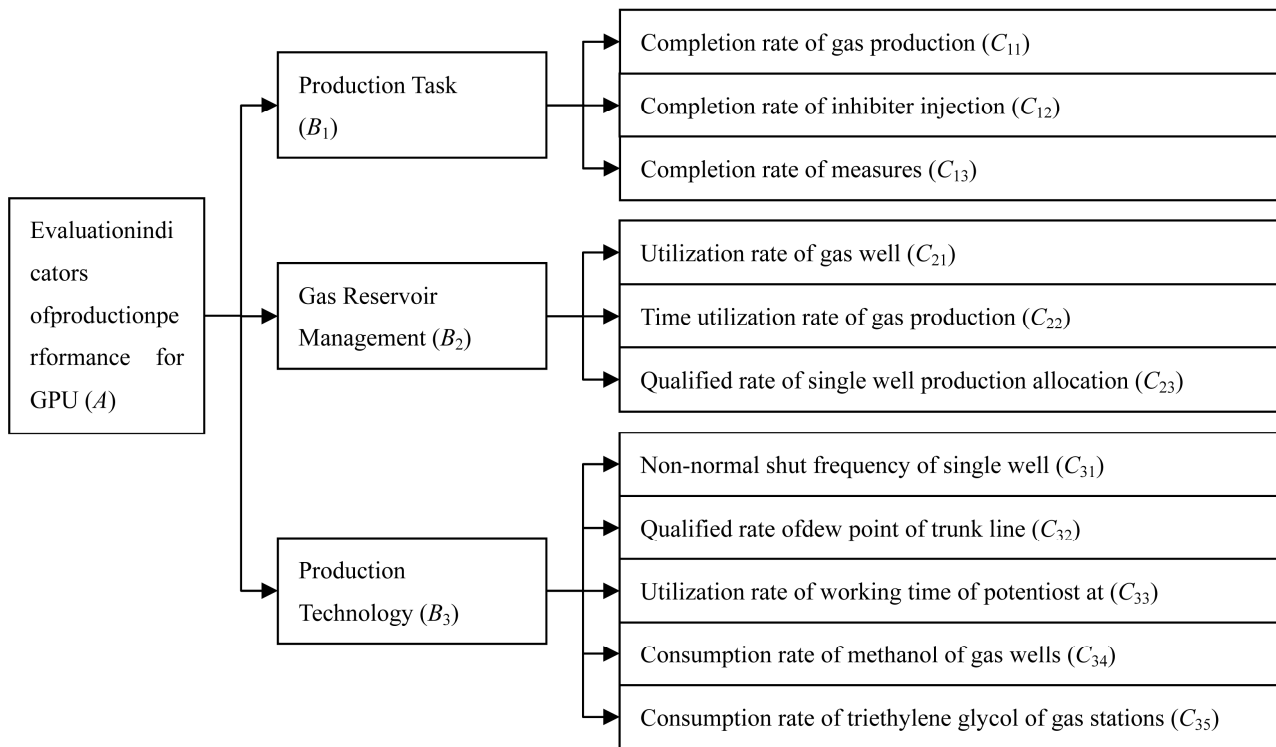 Evaluationindi
cators
ofproductionpe
rformance for
GPU (A)
Production Task
(B₁)
Completion rate of gas production (C₁₁)
Completion rate of inhibiter injection (C₁₂)
Completion rate of measures (C₁₃)
Gas Reservoir
Management (B₂)
Utilization rate of gas well (C₂₁)
Time utilization rate of gas production (C₂₂)
Qualified rate of single well production allocation (C₂₃)
Production
Technology (B₃)
Non-normal shut frequency of single well (C₃₁)
Qualified rate ofdew point of trunk line (C₃₂)
Utilization rate of working time of potentiost at (C₃₃)
Consumption rate of methanol of gas wells (C₃₄)
Consumption rate of triethylene glycol of gas stations (C₃₅)